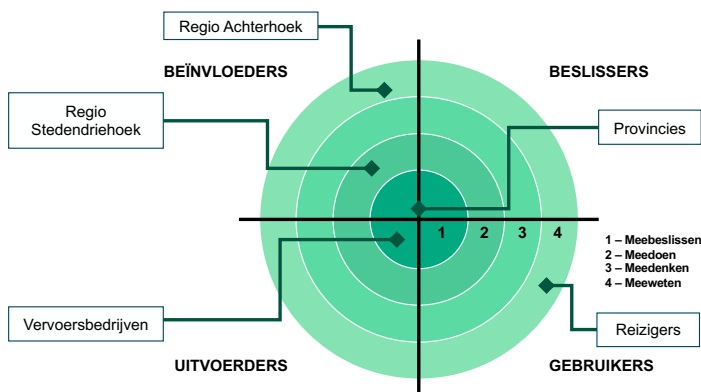 Regio Achterhoek
BEÏNVLOEDERS
BESLISSERS
Regio
Stedendriehoek
Provincies
1
2
3
4
1 – Meebeslissen
2 – Meedoen
3 – Meedenken
4 – Meeweten
Vervoersbedrijven
Reizigers
UITVOERDERS
GEBRUIKERS